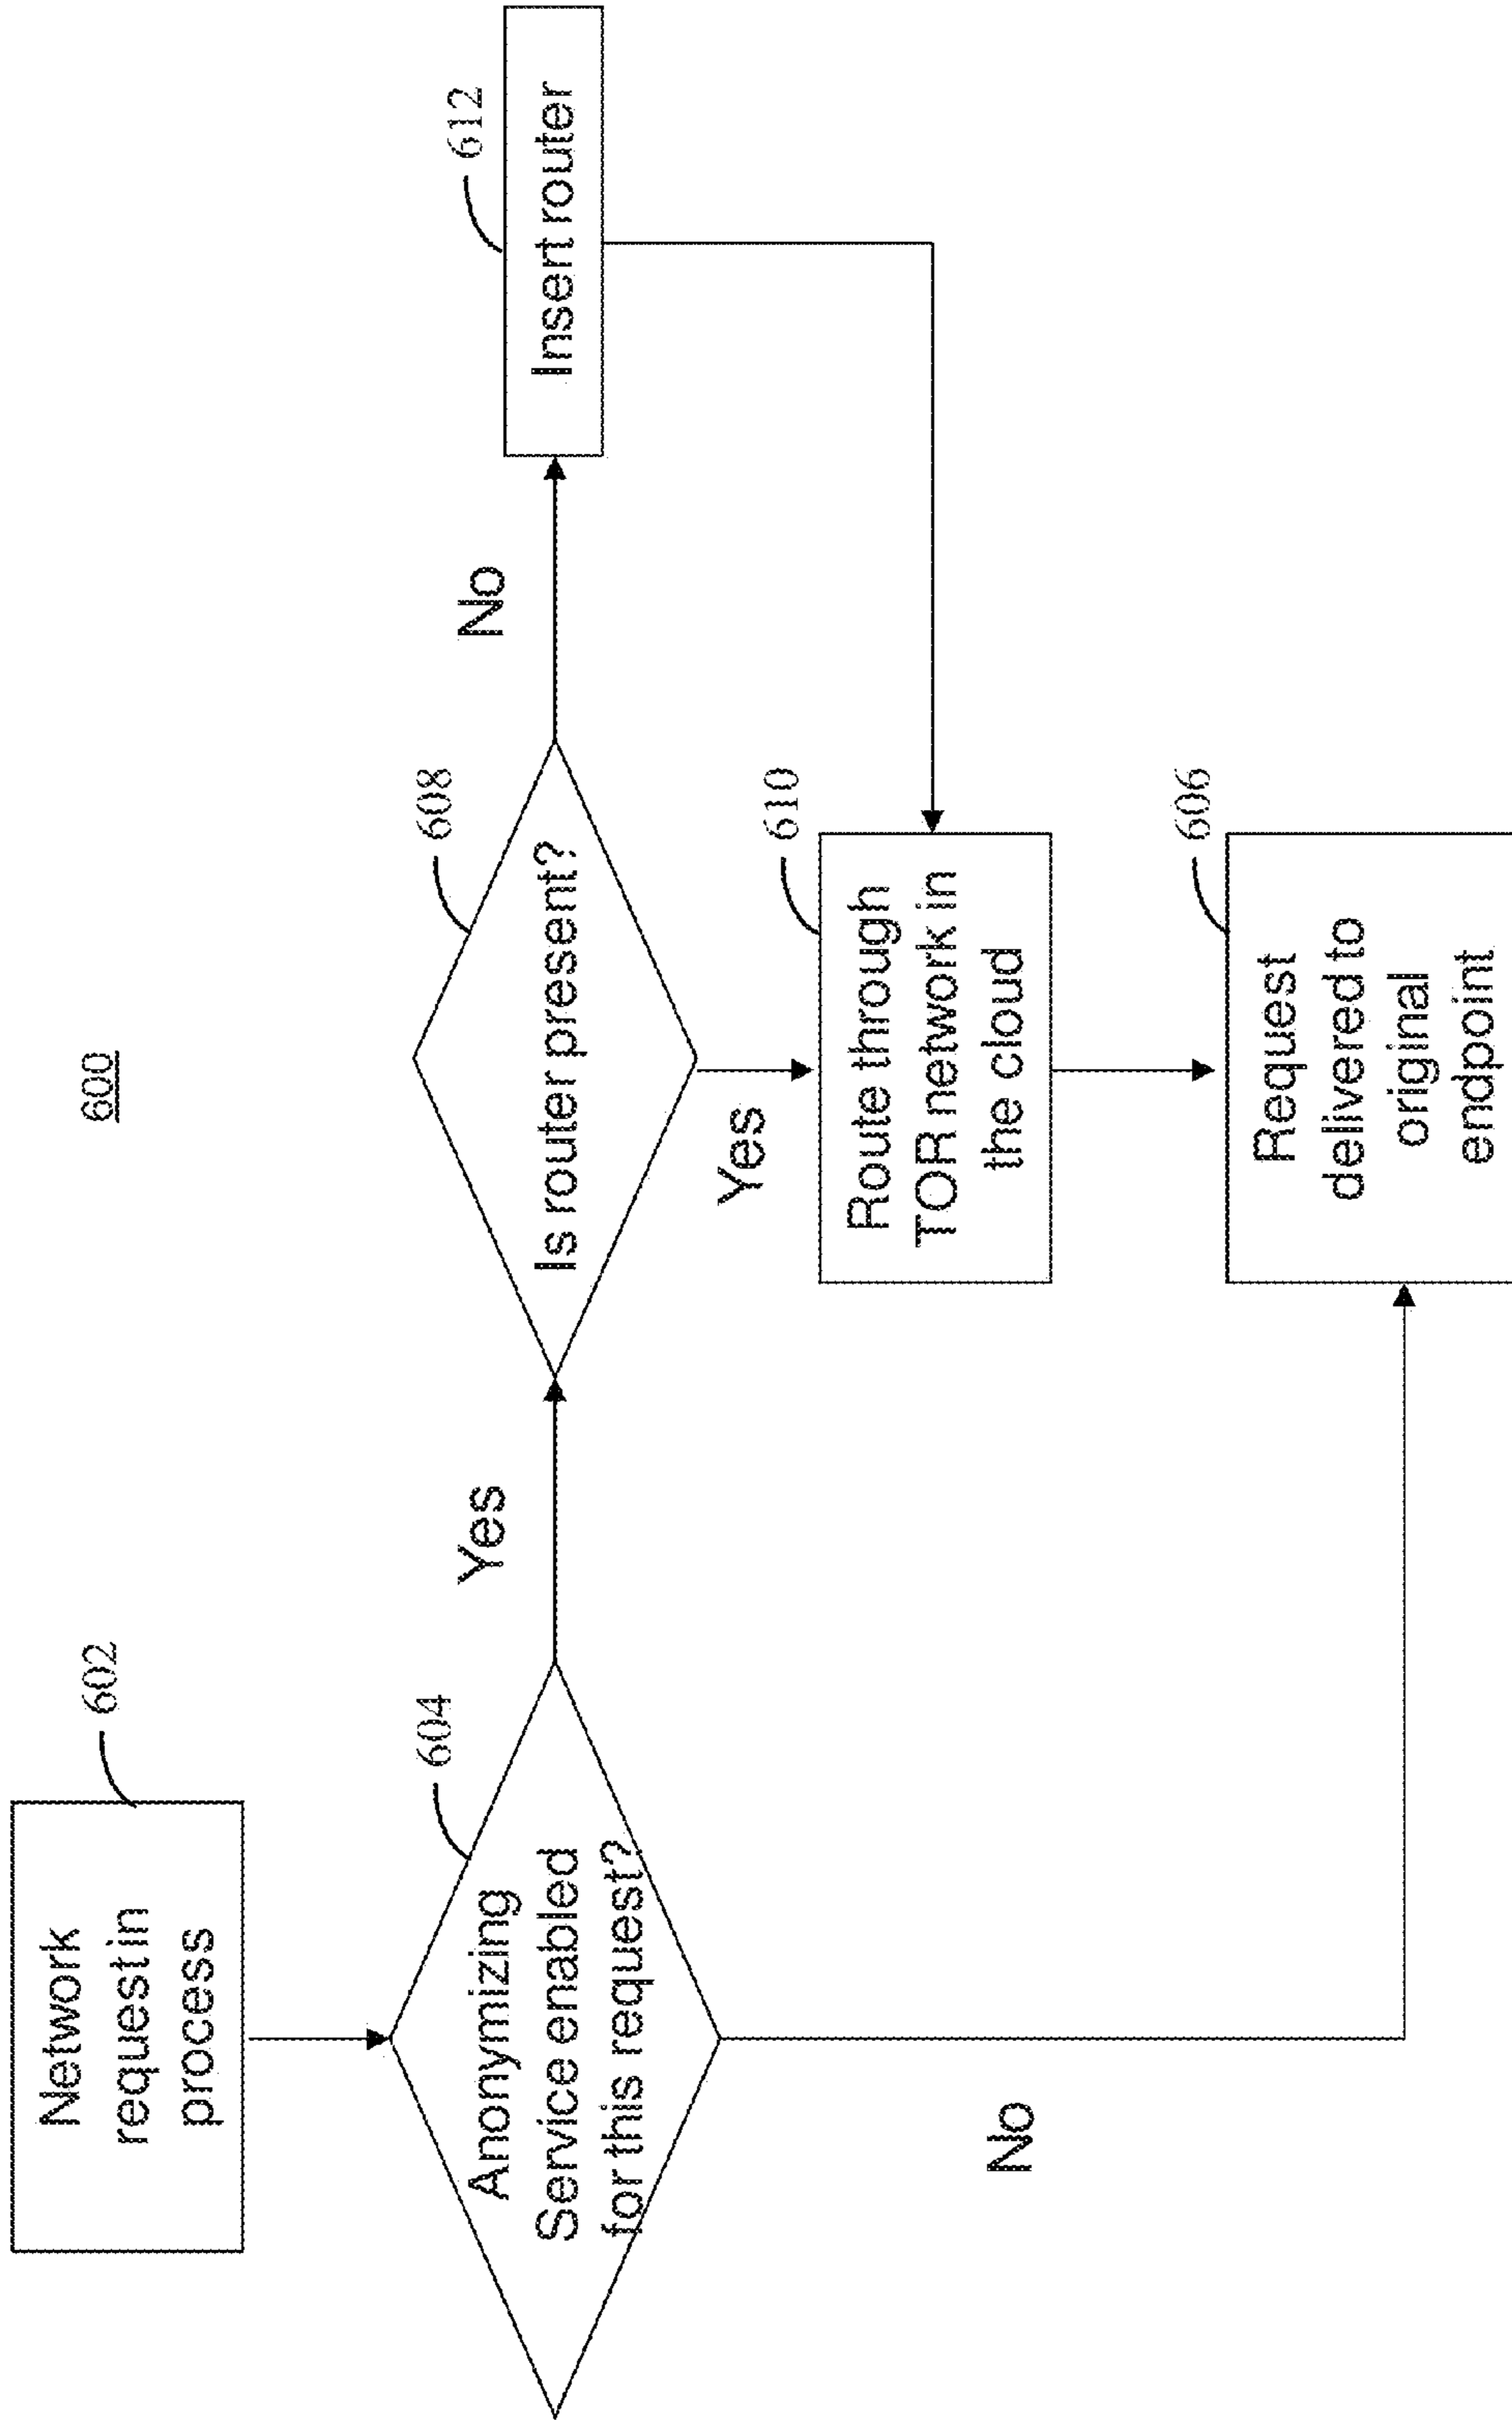 600
602
Network
request in
process
604
Anonymizing
Service enabled
for this request?
Yes
608
Is router present?
No
612
Insert router
Yes
610
Route through
TOR network in
the cloud
No
606
Request
delivered to
original
endpoint